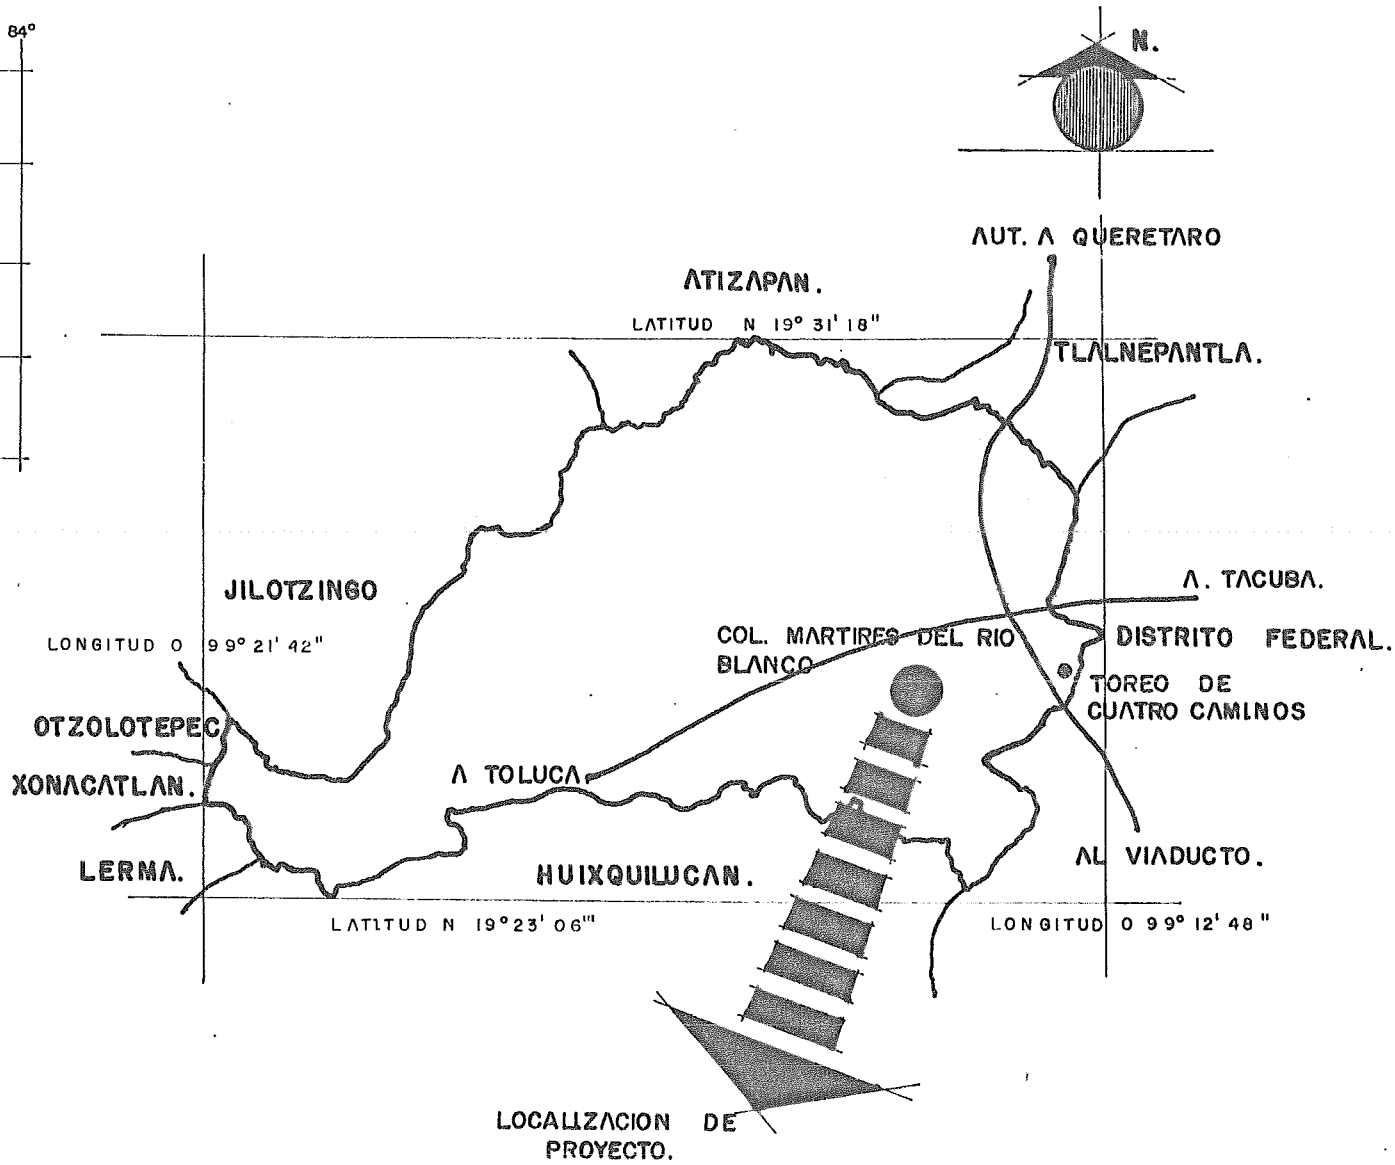 84°
N.
AUT. A QUERETARO
ATIZAPAN.
LATITUD N 19° 31' 18"
TLALNEPANTLA.
JILOTZINGO
A. TACUBA.
LONGITUD O 99° 21' 42"
COL. MARTIRES DEL RIO
BLANCO
DISTRITO FEDERAL.
TOREO DE
CUATRO CAMINOS
OTZOLOTEPEC
XONACATLAN.
A TOLUCA
LERMA.
HUIXQUILUCAN.
AL VIADUCTO.
LATITUD N 19° 23' 06"'
LONGITUD O 99° 12' 48"
LOCALIZACION DE
PROYECTO.